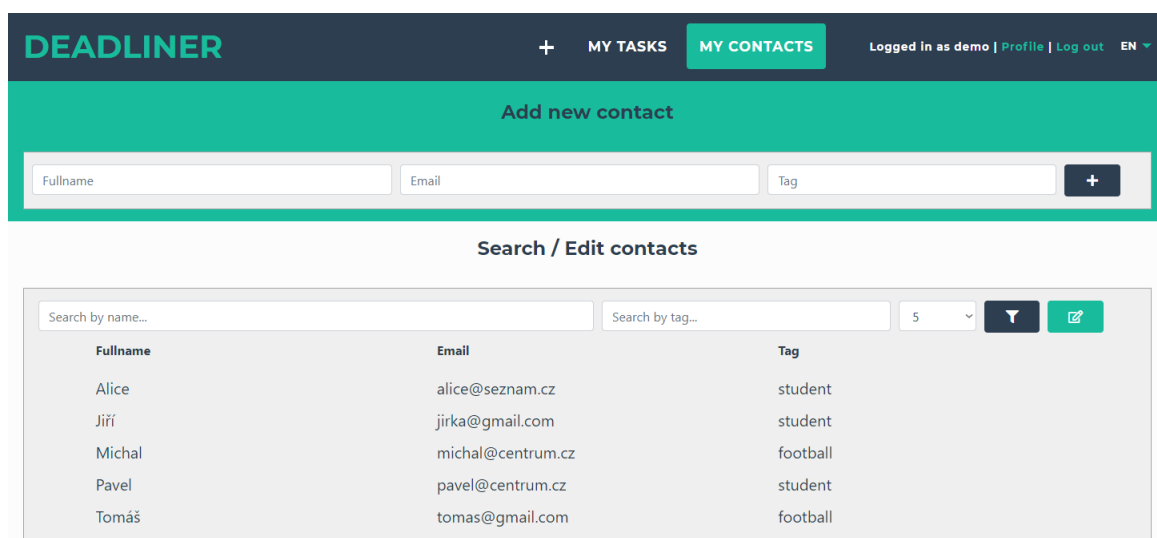 DEADLINER + MY TASKS MY CONTACTS Logged in as demo | Profile | Log out EN
Add new contact
Fullname Email Tag +
Search / Edit contacts
Search by name... Search by tag... 5
Fullname Email Tag
Alice alice@seznam.cz student
Jiří jirka@gmail.com student
Michal michal@centrum.cz football
Pavel pavel@centrum.cz student
Tomáš tomas@gmail.com football